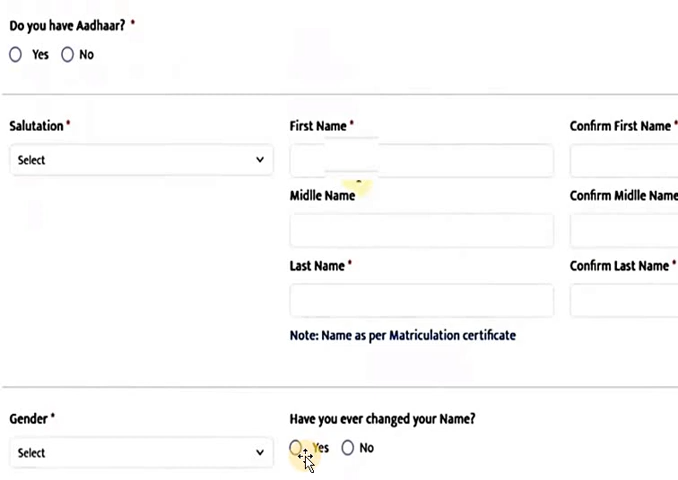 Do you have Aadhaar? *
Yes No
Salutation * First Name * Confirm First Name *
Select
Midlle Name Confirm Midlle Name
Last Name * Confirm Last Name *
Note: Name as per Matriculation certificate
Gender * Have you ever changed your Name?
Select Yes No